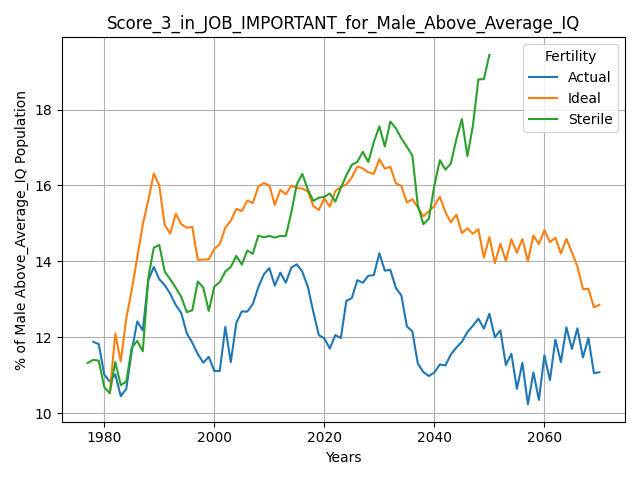 Score_3_in_JOB_IMPORTANT_for_Male_Above_Average_IQ
% of Male Above_Average_IQ Population
18
16
14
12
10
Fertility
Actual
Ideal
Sterile
1980
2000
2020
2040
2060
Years